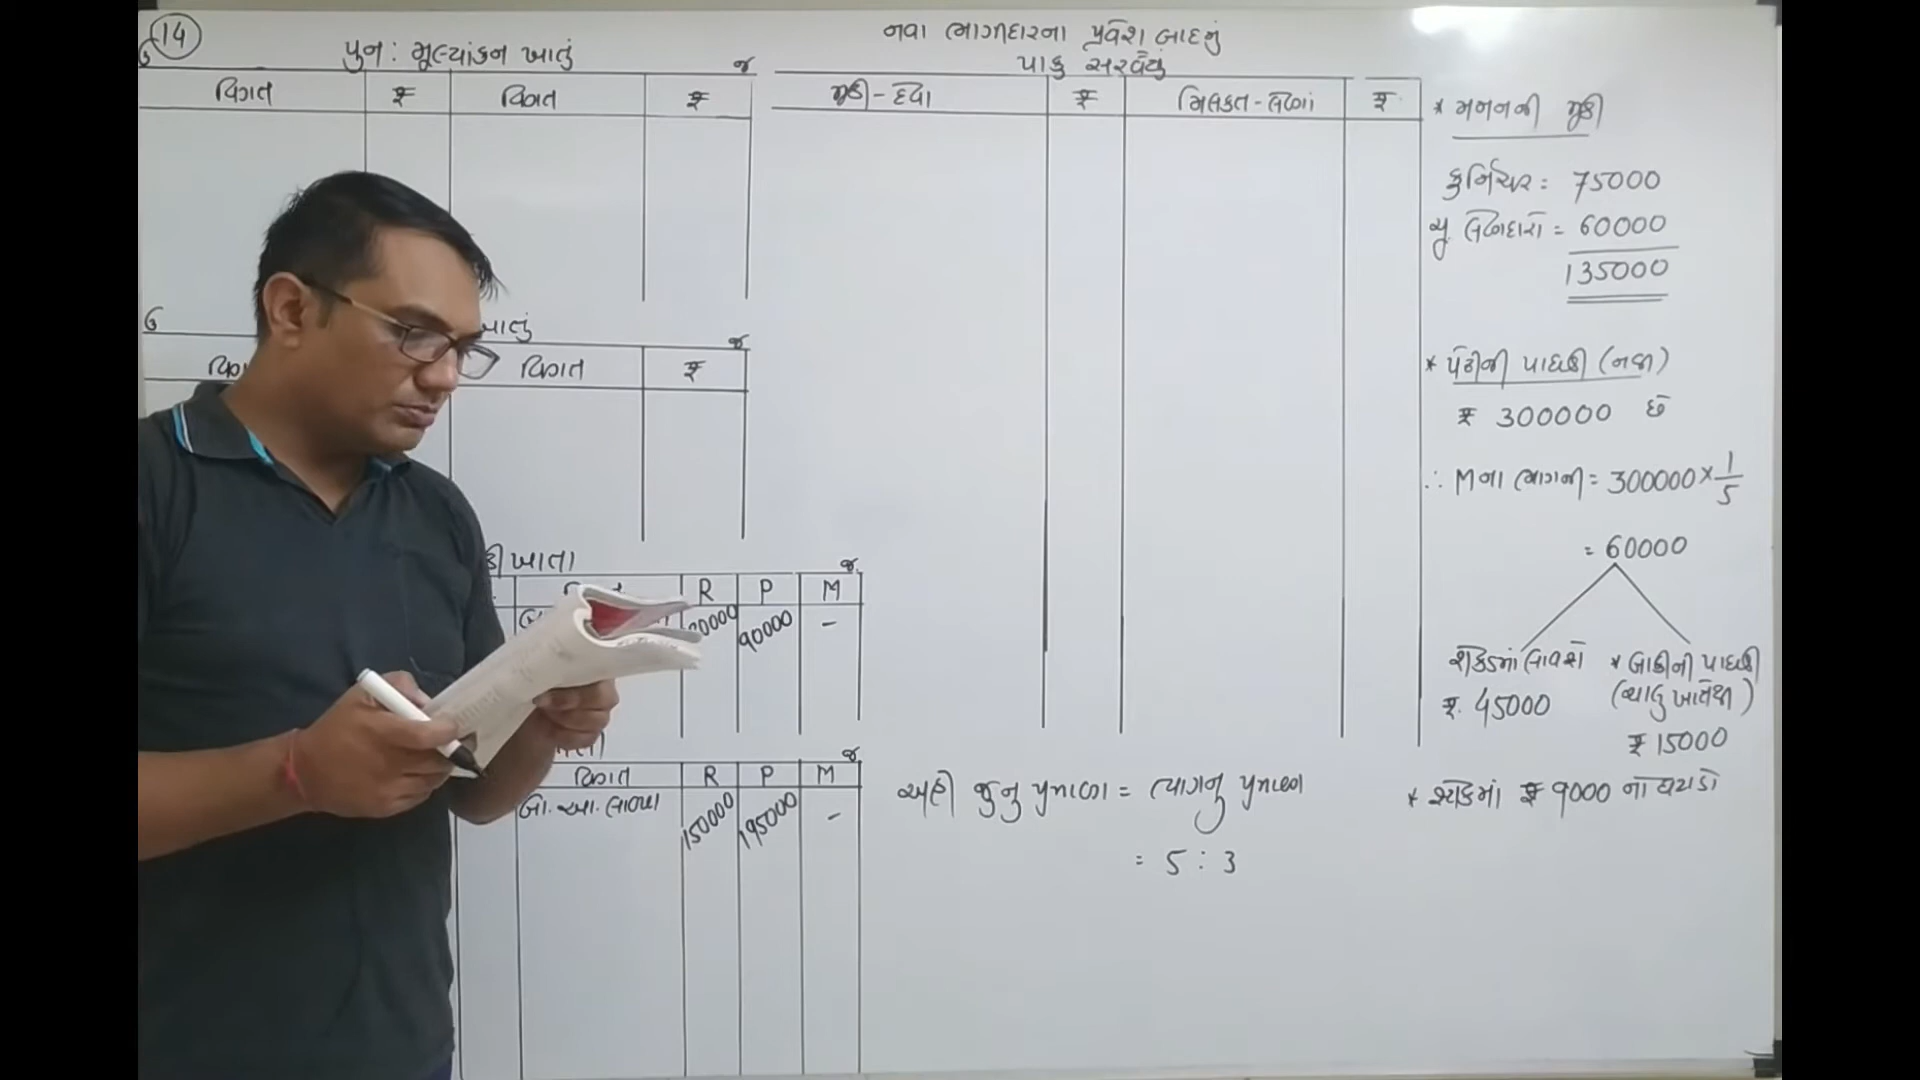 14
પુન: મૂલ્યાંકન ખાતું
ઉ
જ
વિગત ₹ વિગત ₹
ખાતું
ઉ
જ
વિગત ₹
ખાતા
જ.
R P M
90000 -
જ.
વિગત R P M
બા. આ. લાવ્યા 150000 195000 -
નવા ભાગીદારના પ્રવેશ બાદનું
પાકુ સરવૈયું
મૂડી - દેવા ₹ મિલકત - લેણાં ₹
અહી જુનુ પ્રમાણ = ત્યાગનુ પ્રમાણ
= 5 : 3
* મનનની મૂડી
ફર્નિચર = 75000
ચૂ. લેણદારો = 60000
135000
* પેઢીની પાઘડી (નવી)
₹ 300000 છે
∴ Mના ભાગની = 300000 × 1/5
= 60000
રોકડમાં લાવશે
₹. 45000
* બાકીની પાઘડી
(ચાલુ ખાતેથી)
₹ 15000
* સ્ટોકમાં ₹ 9000 નો ઘટાડો